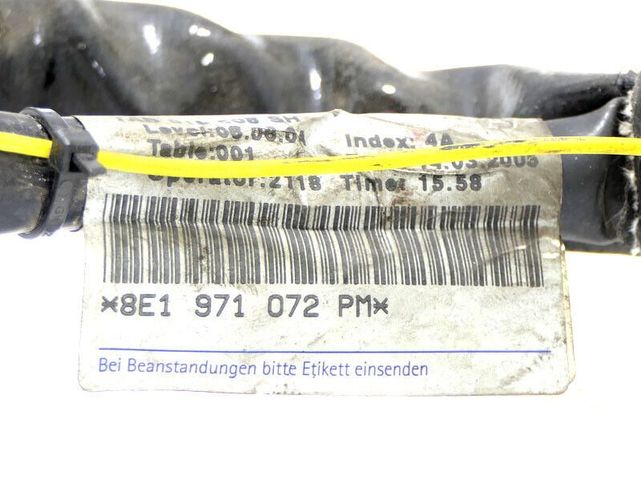 Level:08.08.01 Index: 4A
Table:001
Operator:2118 Time: 15.58
*8E1 971 072 PM*
Bei Beanstandungen bitte Etikett einsenden